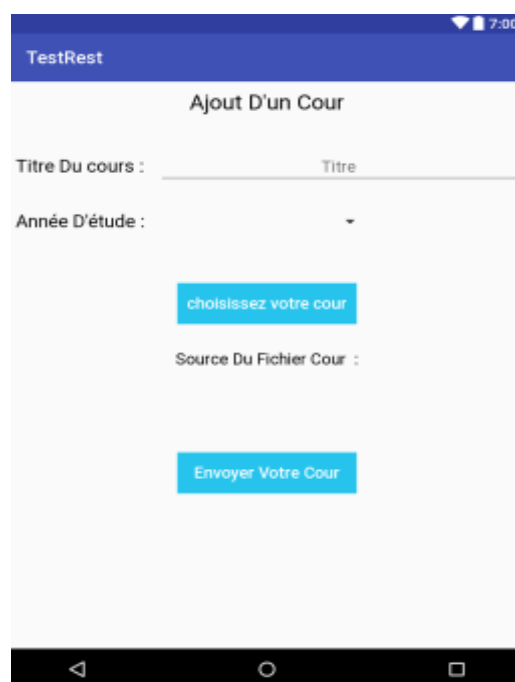 7:00
TestRest
Ajout D'un Cour
Titre Du cours : Titre
Année D'étude :
choisissez votre cour
Source Du Fichier Cour :
Envoyer Votre Cour